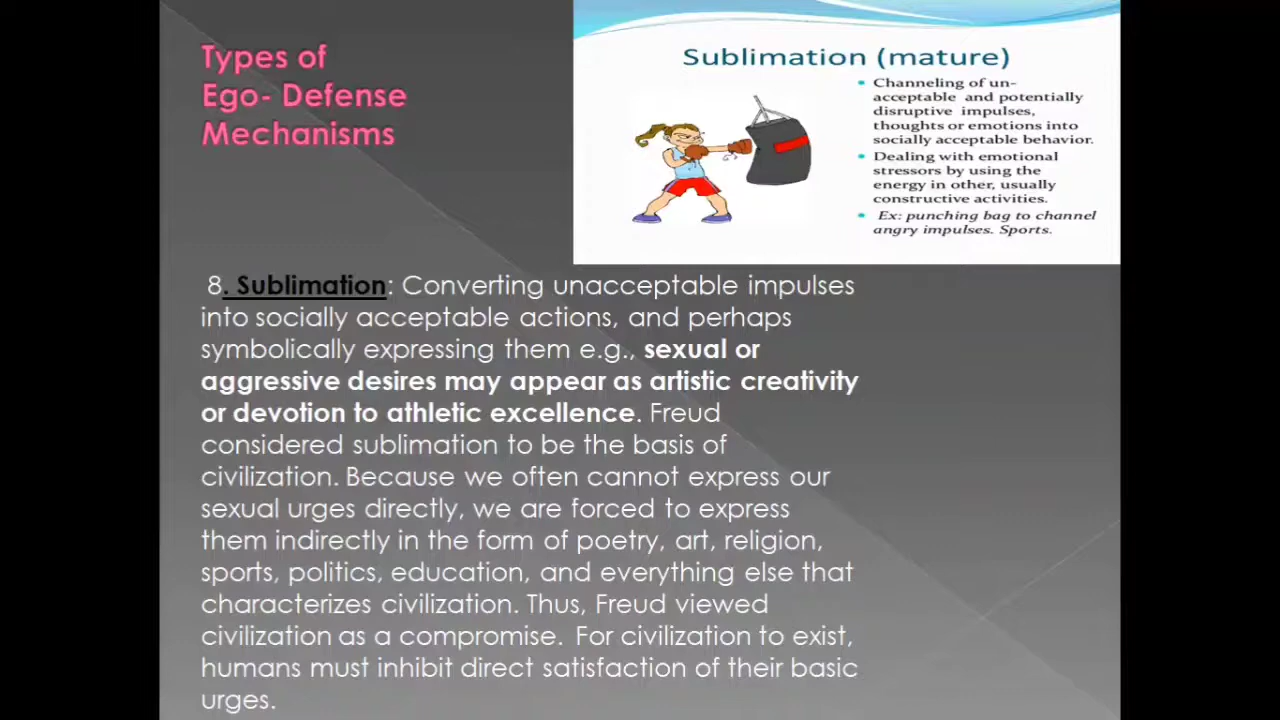 Types of
Ego- Defense
Mechanisms
Sublimation (mature)
• Channeling of un-
acceptable and potentially
disruptive impulses,
thoughts or emotions into
socially acceptable behavior.
• Dealing with emotional
stressors by using the
energy in other, usually
constructive activities.
• Ex: punching bag to channel
angry impulses. Sports.
8. Sublimation: Converting unacceptable impulses
into socially acceptable actions, and perhaps
symbolically expressing them e.g., sexual or
aggressive desires may appear as artistic creativity
or devotion to athletic excellence. Freud
considered sublimation to be the basis of
civilization. Because we often cannot express our
sexual urges directly, we are forced to express
them indirectly in the form of poetry, art, religion,
sports, politics, education, and everything else that
characterizes civilization. Thus, Freud viewed
civilization as a compromise. For civilization to exist,
humans must inhibit direct satisfaction of their basic
urges.